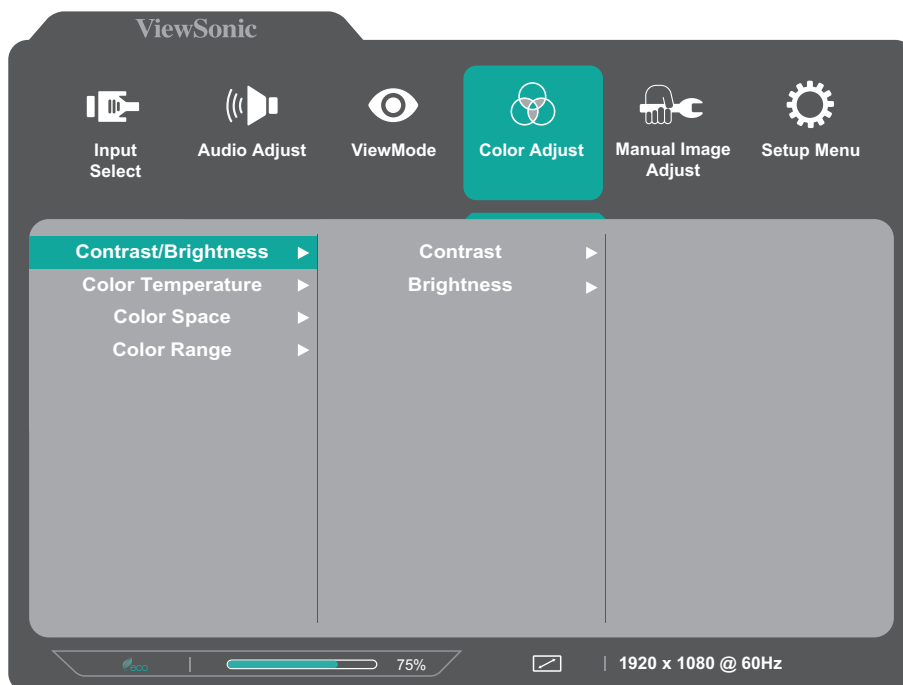 ViewSonic
Input
Select
Audio Adjust
ViewMode
Color Adjust
Manual Image
Adjust
Setup Menu
Contrast/Brightness
Color Temperature
Color Space
Color Range
Contrast
Brightness
eco
75%
1920 x 1080 @ 60Hz